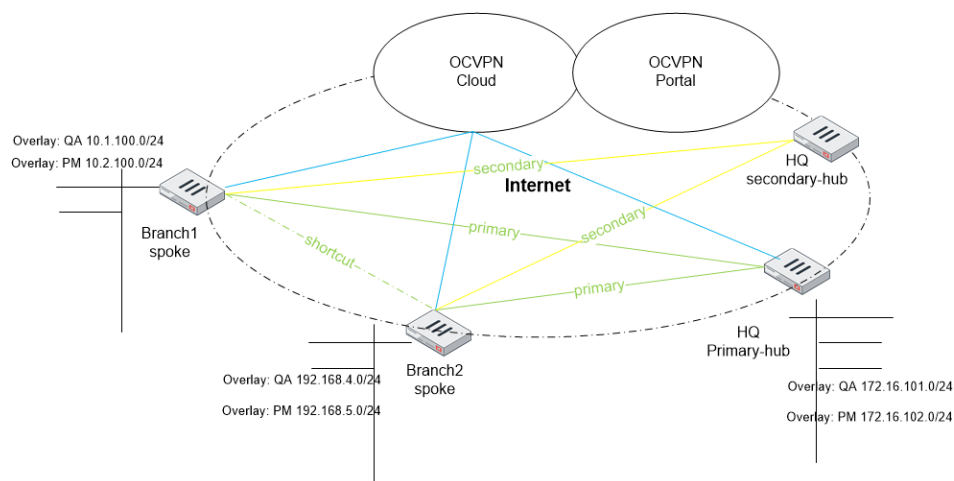 OCVPN
Cloud
OCVPN
Portal
Overlay: QA 10.1.100.0/24
Overlay: PM 10.2.100.0/24
secondary
Internet
HQ
secondary-hub
Branch1
spoke
primary
secondary
shortcut
primary
HQ
Primary-hub
Branch2
spoke
Overlay: QA 192.168.4.0/24
Overlay: PM 192.168.5.0/24
Overlay: QA 172.16.101.0/24
Overlay: PM 172.16.102.0/24